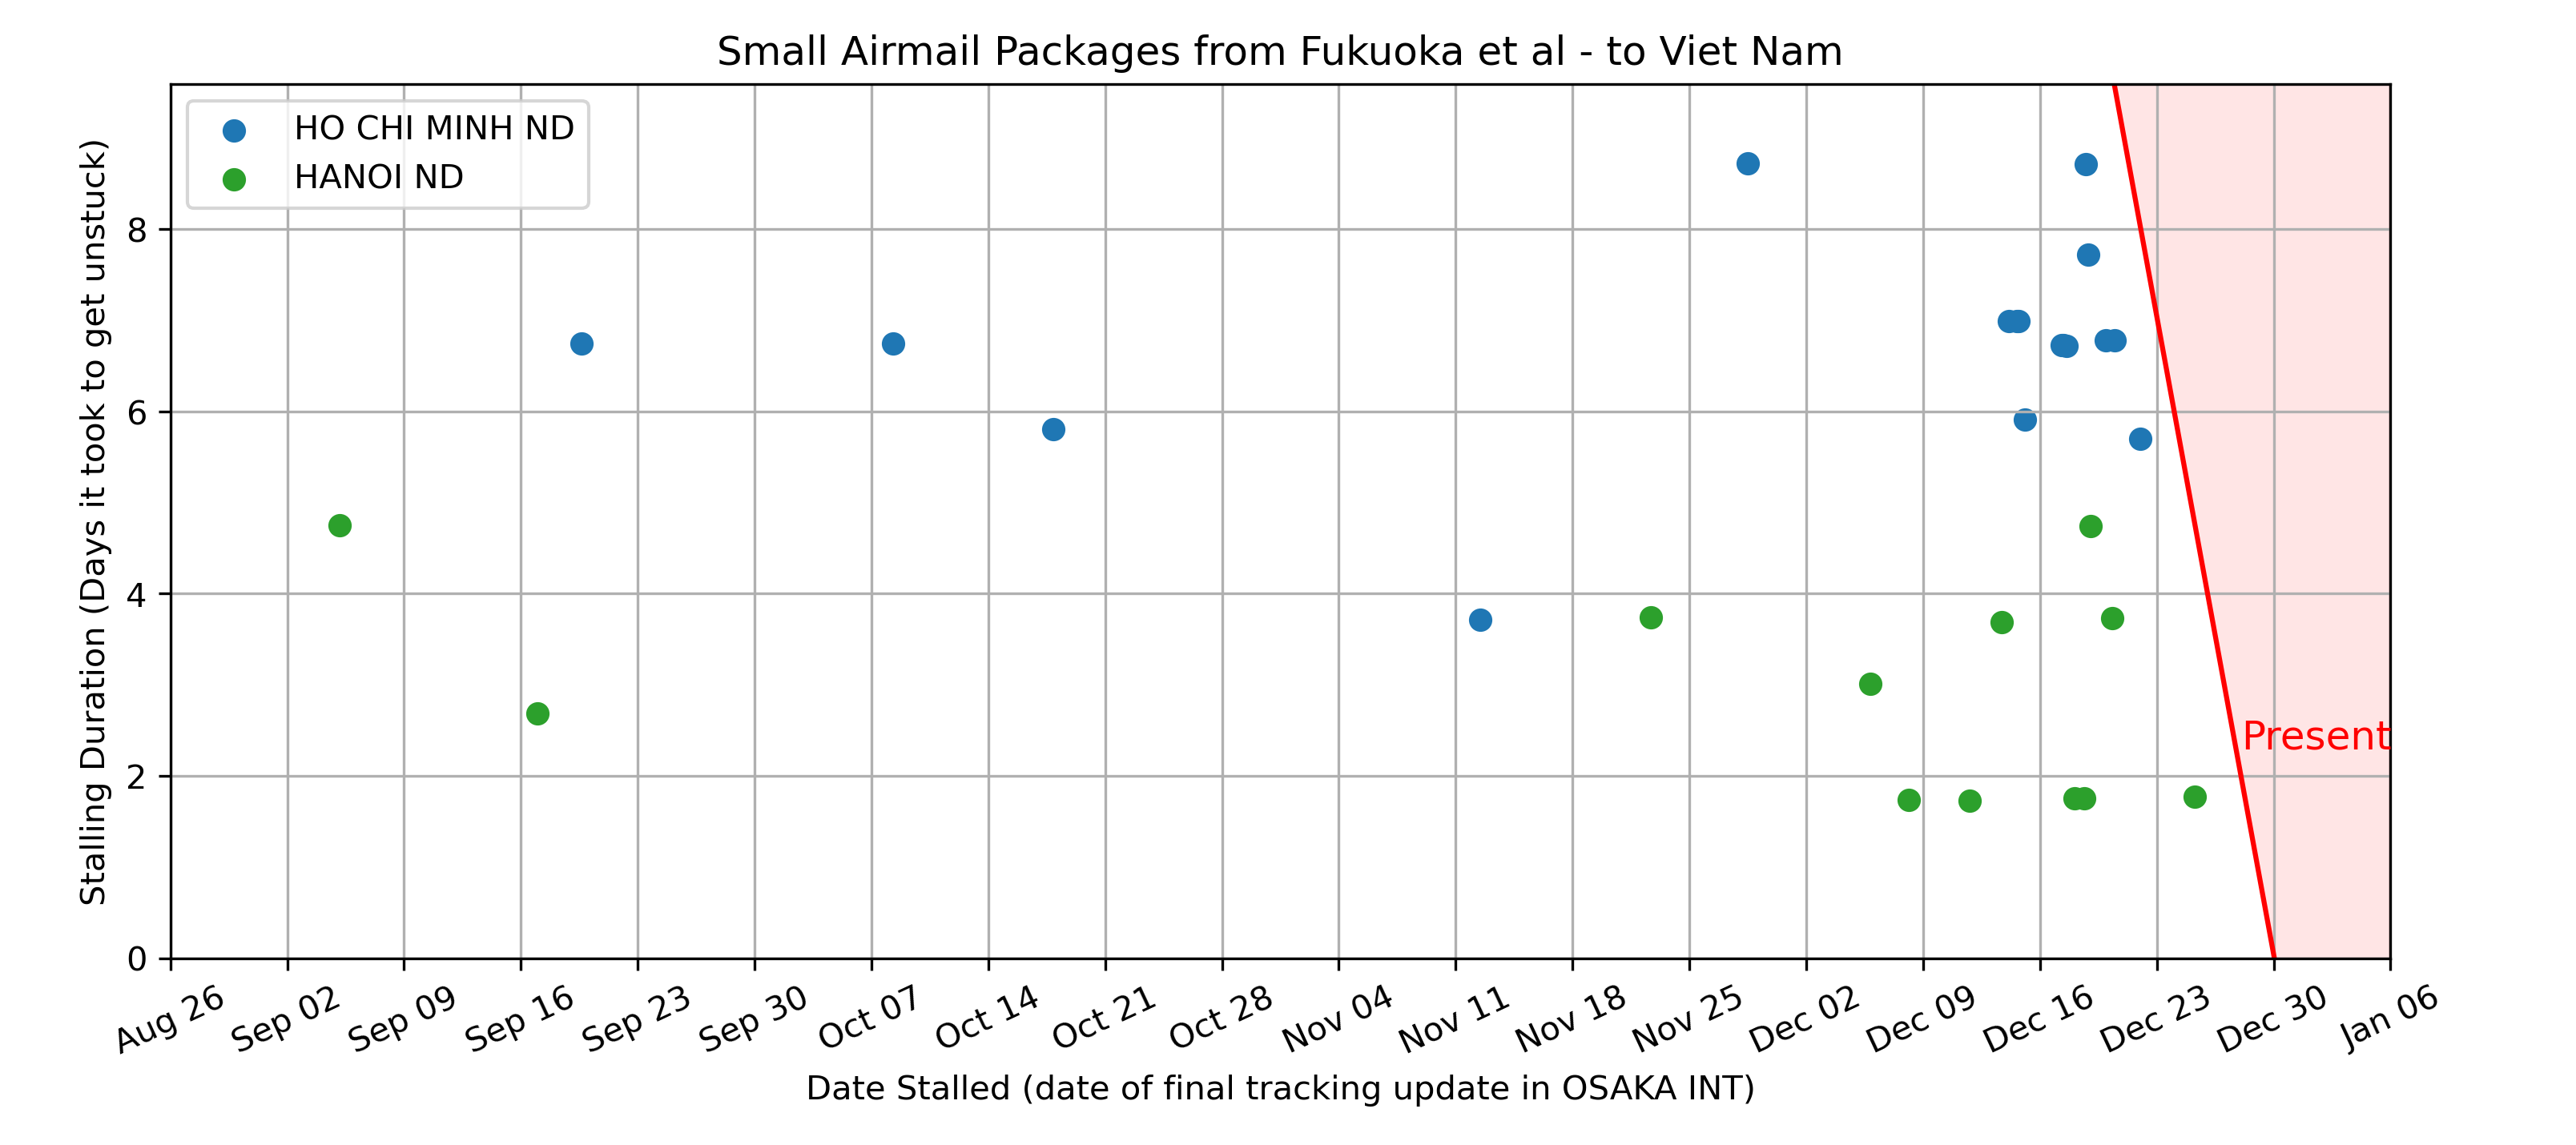 Small Airmail Packages from Fukuoka et al - to Viet Nam
HO CHI MINH ND
HANOI ND
Stalling Duration (Days it took to get unstuck)
8
6
4
2
0
Present
Aug 26
Sep 02
Sep 09
Sep 16
Sep 23
Sep 30
Oct 07
Oct 14
Oct 21
Oct 28
Nov 04
Nov 11
Nov 18
Nov 25
Dec 02
Dec 09
Dec 16
Dec 23
Dec 30
Jan 06
Date Stalled (date of final tracking update in OSAKA INT)